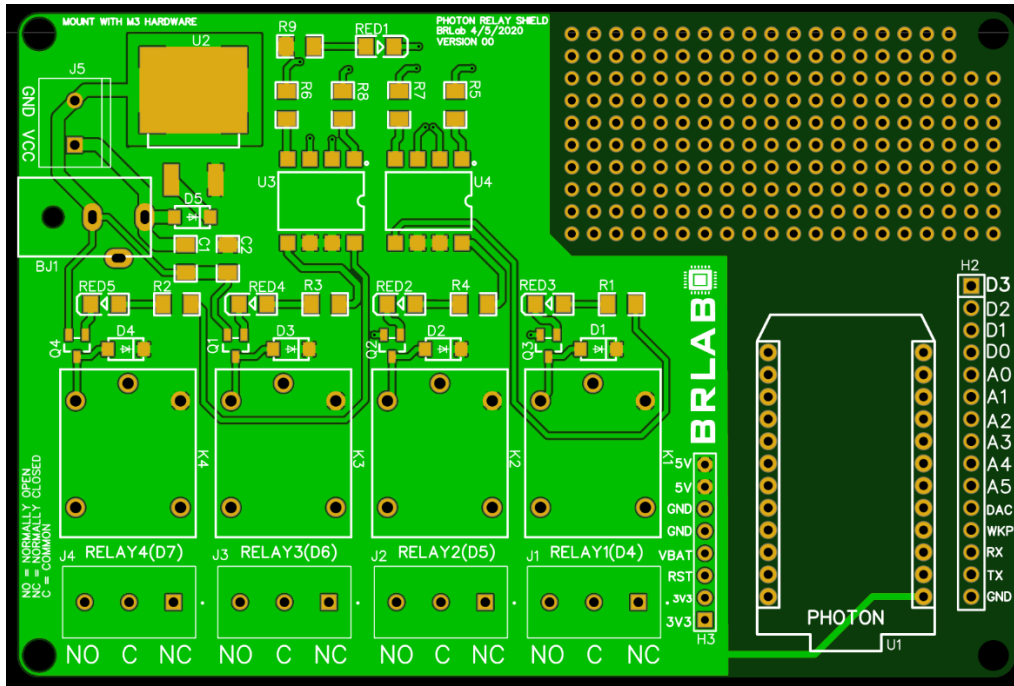 MOUNT WITH M3 HARDWARE
U2
R9
RED1
PHOTON RELAY SHIELD
BRLab 4/5/2020
VERSION 00
J5
GND VCC
R6
R8
R7
R5
U3
U4
D5
C1
C2
BJ1
RED5
R2
RED4
R3
RED2
R4
RED3
R1
Q4
D4
Q1
D3
Q2
D2
Q3
D1
BRLAB
K4
K3
K2
K1
H2
D3
D2
D1
D0
A0
A1
A2
A3
A4
A5
DAC
WKP
RX
TX
GND
5V
5V
GND
GND
VBAT
RST
3V3
3V3
H3
NO = NORMALLY OPEN
NC = NORMALLY CLOSED
C = COMMON
J4
RELAY4(D7)
J3
RELAY3(D6)
J2
RELAY2(D5)
J1
RELAY1(D4)
NO C NC
NO C NC
NO C NC
NO C NC
PHOTON
U1